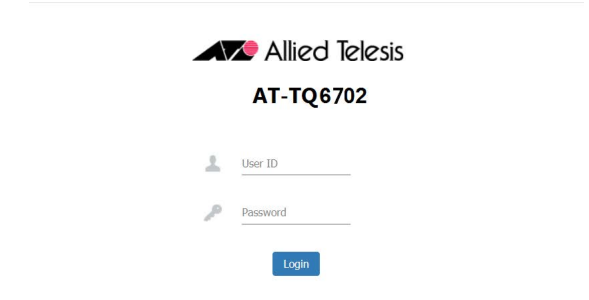 Allied Telesis
AT-TQ6702
User ID
Password
Login